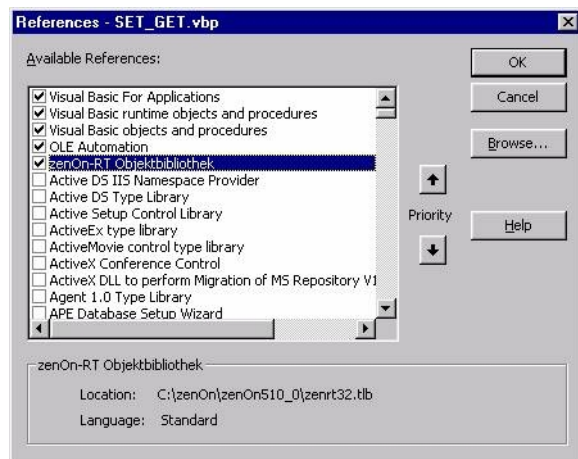 References - SET_GET.vbp
Available References:
Visual Basic For Applications
Visual Basic runtime objects and procedures
Visual Basic objects and procedures
OLE Automation
zenOn-RT Objektbibliothek
Active DS IIS Namespace Provider
Active DS Type Library
Active Setup Control Library
ActiveEx type library
ActiveMovie control type library
ActiveX Conference Control
ActiveX DLL to perform Migration of MS Repository V1
Agent 1.0 Type Library
APE Database Setup Wizard
OK
Cancel
Browse...
Priority
Help
zenOn-RT Objektbibliothek
Location: C:\zenOn\zenOn510_0\zenrt32.tlb
Language: Standard